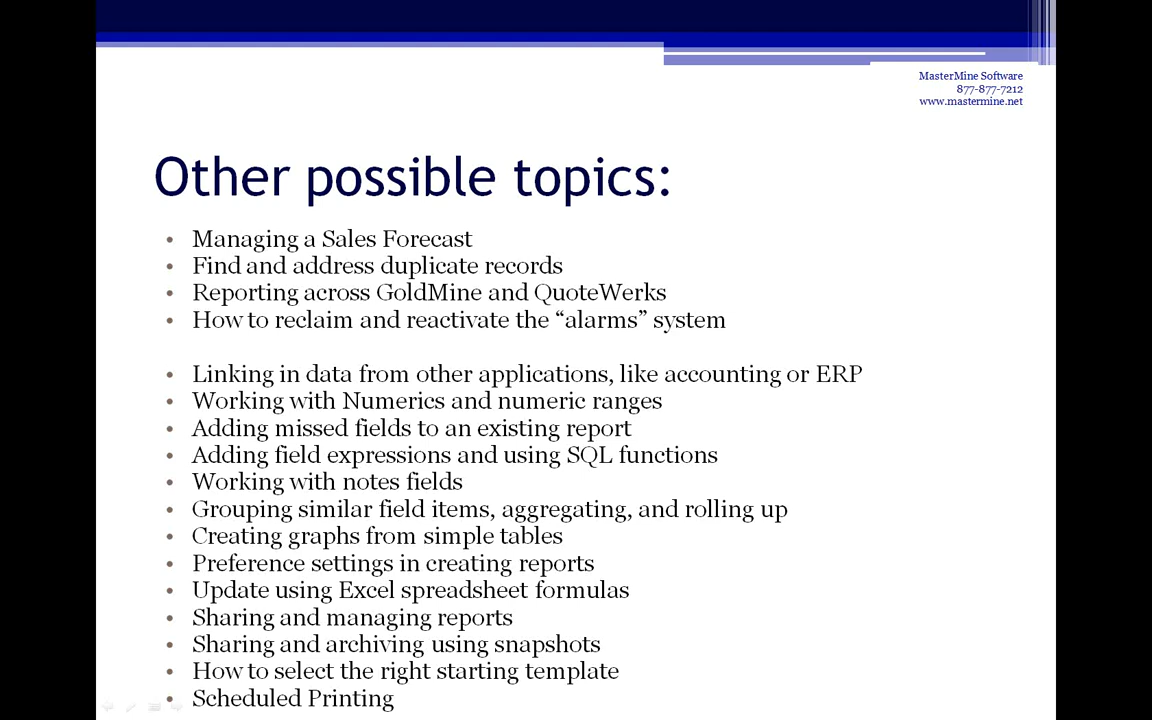 MasterMine Software
877-877-7212
www.mastermine.net
Other possible topics:
• Managing a Sales Forecast
• Find and address duplicate records
• Reporting across GoldMine and QuoteWerks
• How to reclaim and reactivate the “alarms” system
• Linking in data from other applications, like accounting or ERP
• Working with Numerics and numeric ranges
• Adding missed fields to an existing report
• Adding field expressions and using SQL functions
• Working with notes fields
• Grouping similar field items, aggregating, and rolling up
• Creating graphs from simple tables
• Preference settings in creating reports
• Update using Excel spreadsheet formulas
• Sharing and managing reports
• Sharing and archiving using snapshots
• How to select the right starting template
• Scheduled Printing